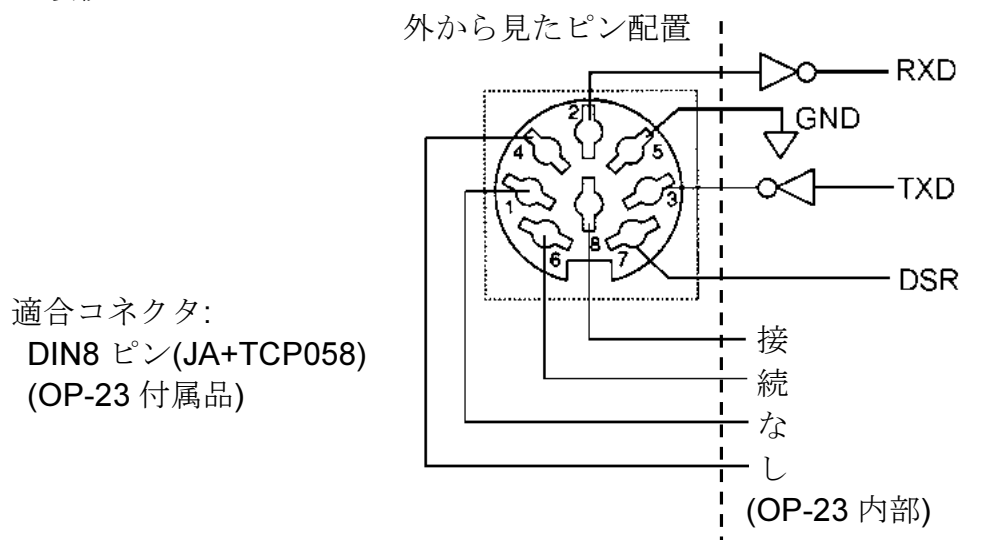 外から見たピン配置
RXD
GND
TXD
DSR
2
4
5
1
3
6
8
7
適合コネクタ:
DIN8 ピン(JA+TCP058)
(OP-23 付属品)
接
続
な
し
(OP-23 内部)